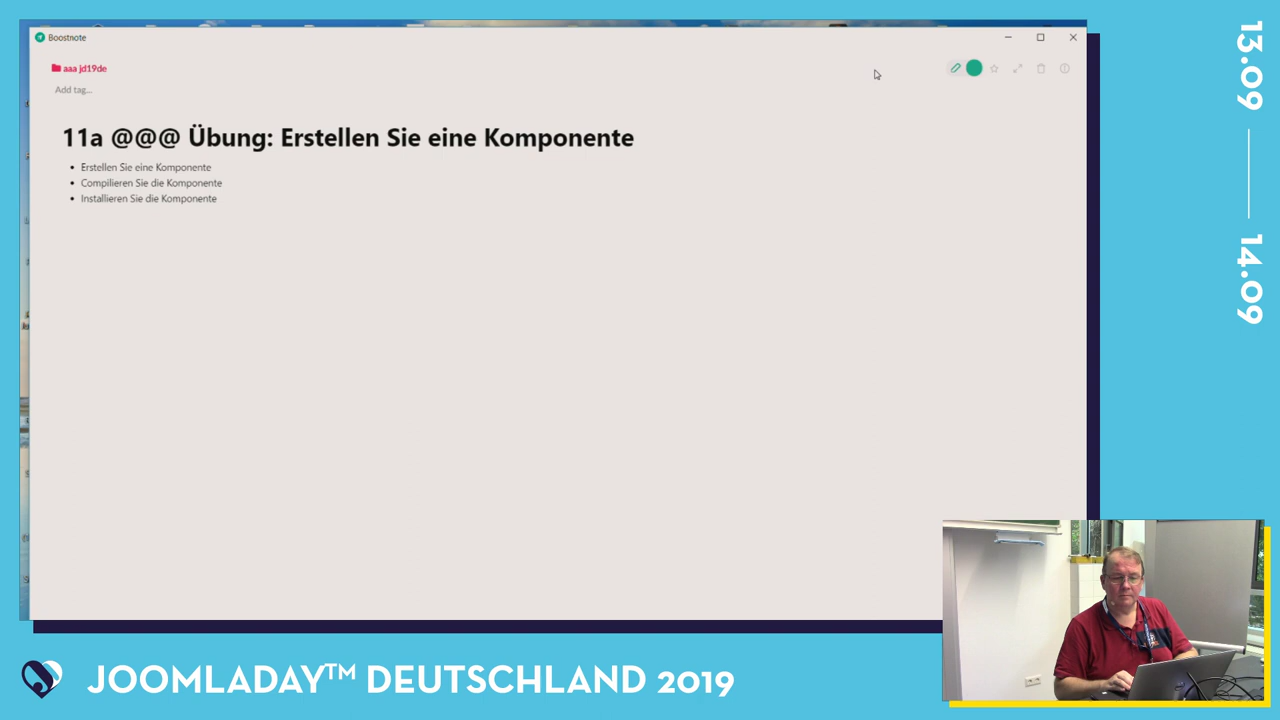 Boostnote
aaa jd19de
Add tag...
11a @@@ Übung: Erstellen Sie eine Komponente
• Erstellen Sie eine Komponente
• Compilieren Sie die Komponente
• Installieren Sie die Komponente
13.09
14.09
JOOMLADAY™ DEUTSCHLAND 2019